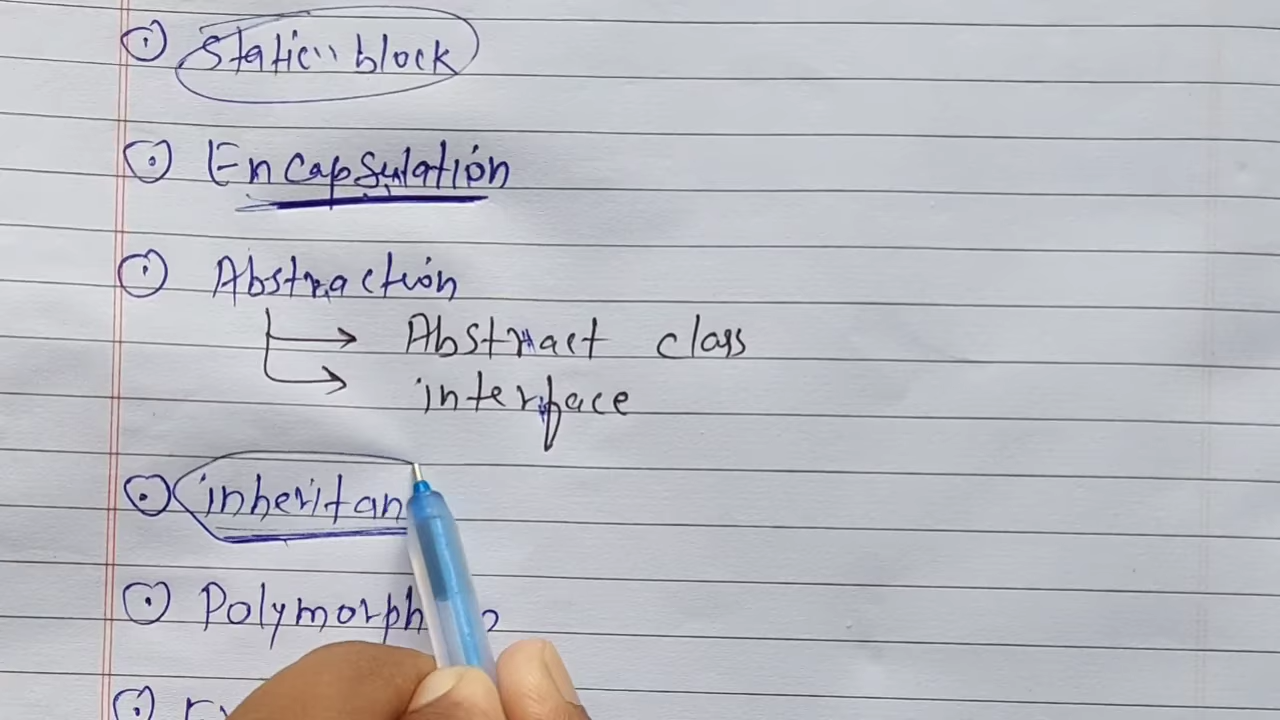 Static block
Encapsulation
Abstraction
Abstract class
interface
inheritan
Polymorph